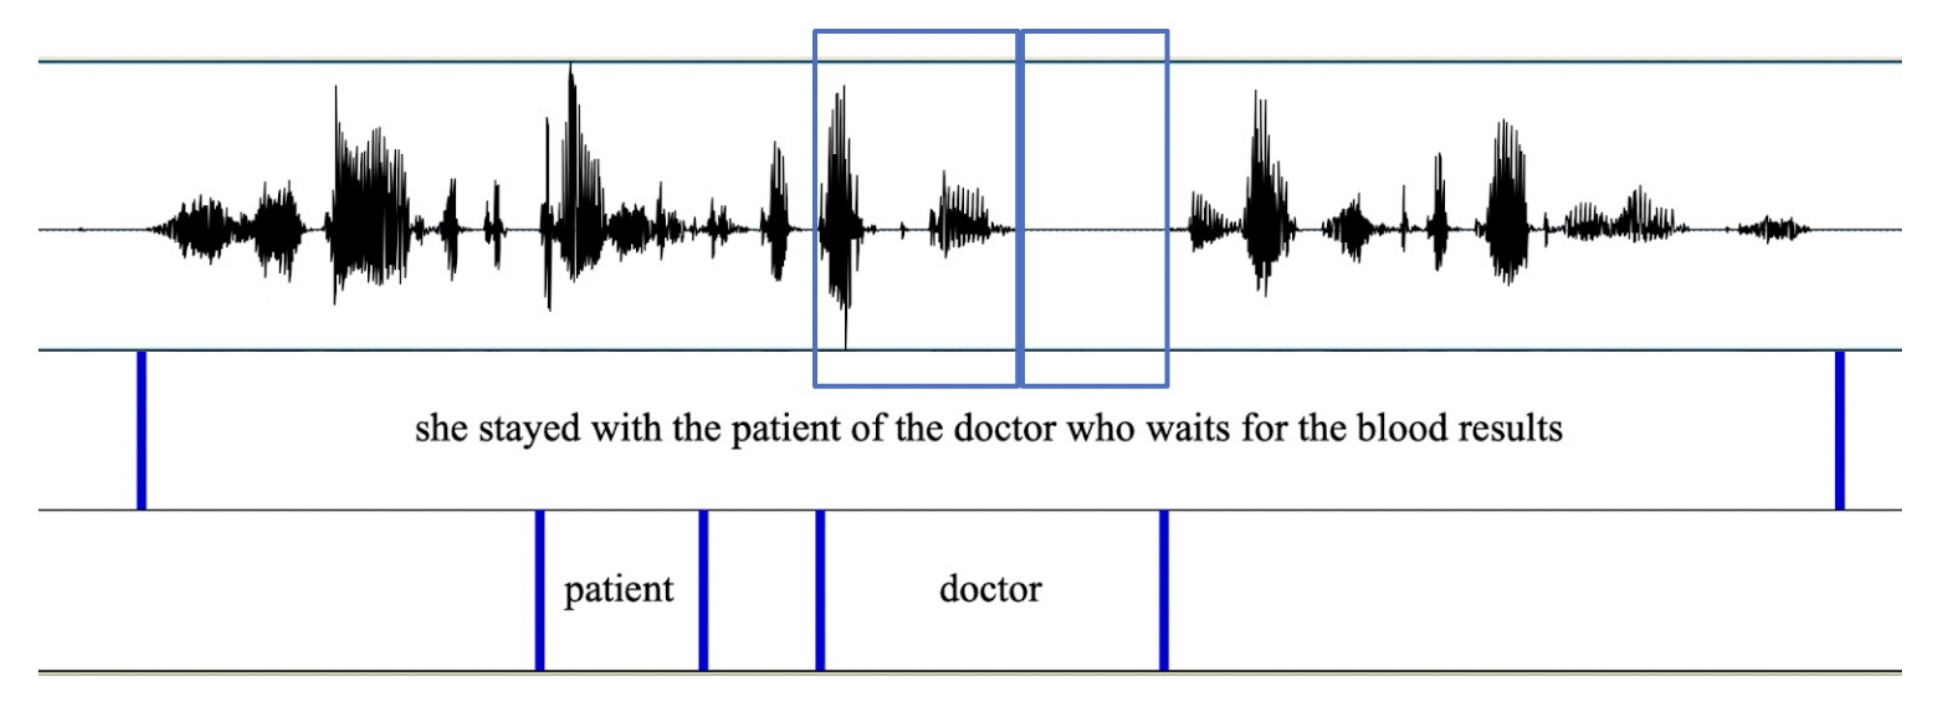 she stayed with the patient of the doctor who waits for the blood results
patient doctor